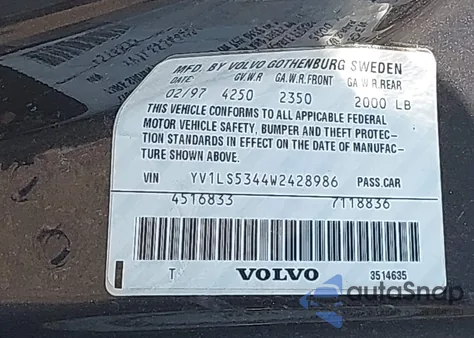 MFD. BY VOLVO GOTHENBURG SWEDEN
DATE G.V.W.R GA.W.R.FRONT GA.W.R.REAR
02/97 4250 2350 2000 LB
THIS VEHICLE CONFORMS TO ALL APPLICABLE FEDERAL
MOTOR VEHICLE SAFETY, BUMPER AND THEFT PROTEC-
TION STANDARDS IN EFFECT ON THE DATE OF MANUFAC-
TURE SHOWN ABOVE.
VIN YV1LS5344W2428986 PASS.CAR
4516833 7118836
T VOLVO 3514635
autoSnap